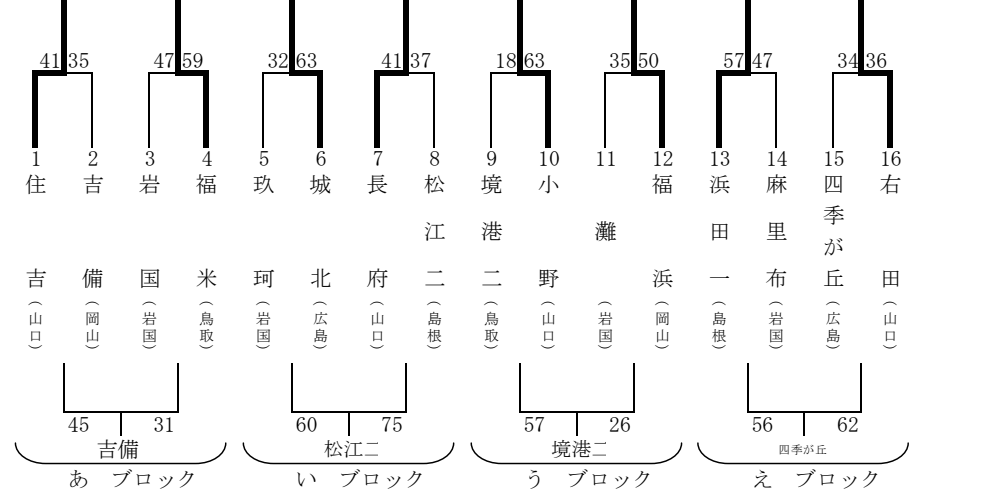 41 35 47 59 32 63 41 37 18 63 35 50 57 47 34 36
1 2 3 4 5 6 7 8 9 10 11 12 13 14 15 16
住吉(山口)
吉備(岡山)
岩国(岩国)
福米(鳥取)
玖珂(岩国)
城北(広島)
長府(山口)
松江二(島根)
境港二(鳥取)
小野(山口)
灘(岩国)
福浜(岡山)
浜田一(島根)
麻里布(岩国)
四季が丘(広島)
右田(山口)
45 31 60 75 57 26 56 62
吉備 松江二 境港二 四季が丘
あ ブロック い ブロック う ブロック え ブロック